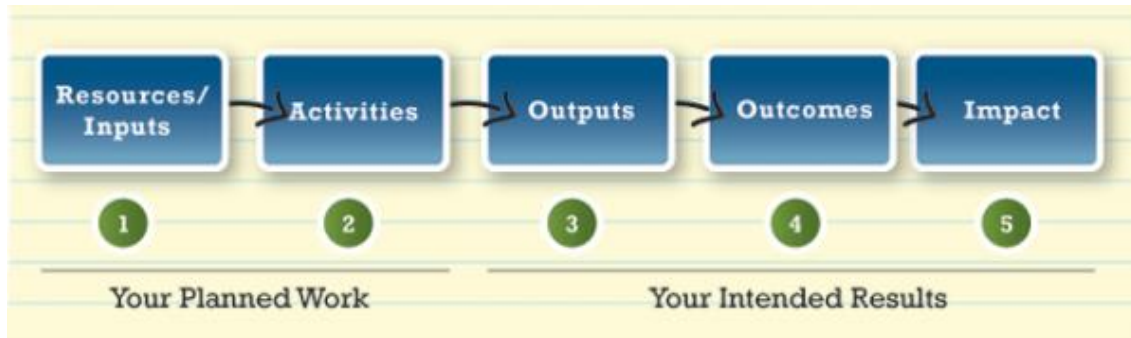 Resources/
Inputs
Activities
Outputs
Outcomes
Impact
1
2
3
4
5
Your Planned Work
Your Intended Results